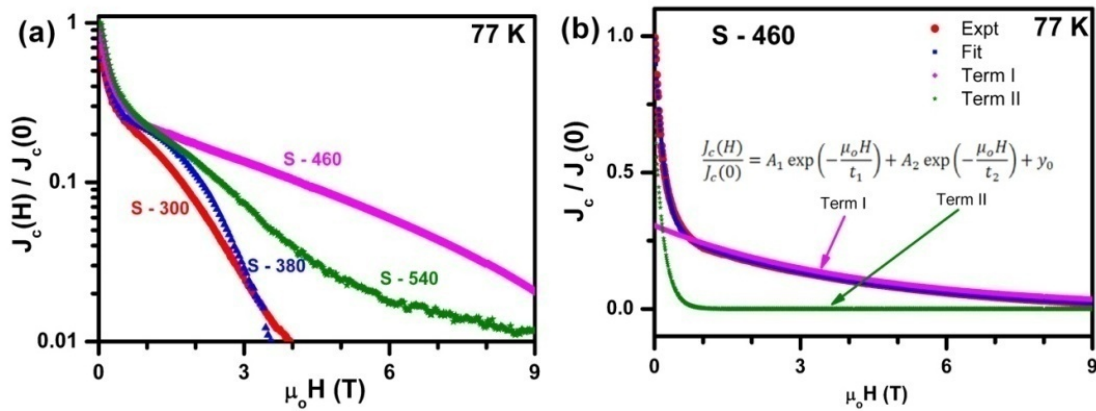 (a)
77 K
1
0.1
0.01
J_c(H) / J_c(0)
S - 460
S - 300
S - 380
S - 540
0
3
6
9
μ_oH (T)
(b)
S - 460
77 K
Expt
Fit
Term I
Term II
1.0
0.5
0.0
J_c / J_c(0)
J_c(H)/J_c(0) = A_1 exp(-μ_oH/t_1) + A_2 exp(-μ_oH/t_2) + y_0
Term I
Term II
0
3
6
9
μ_oH (T)